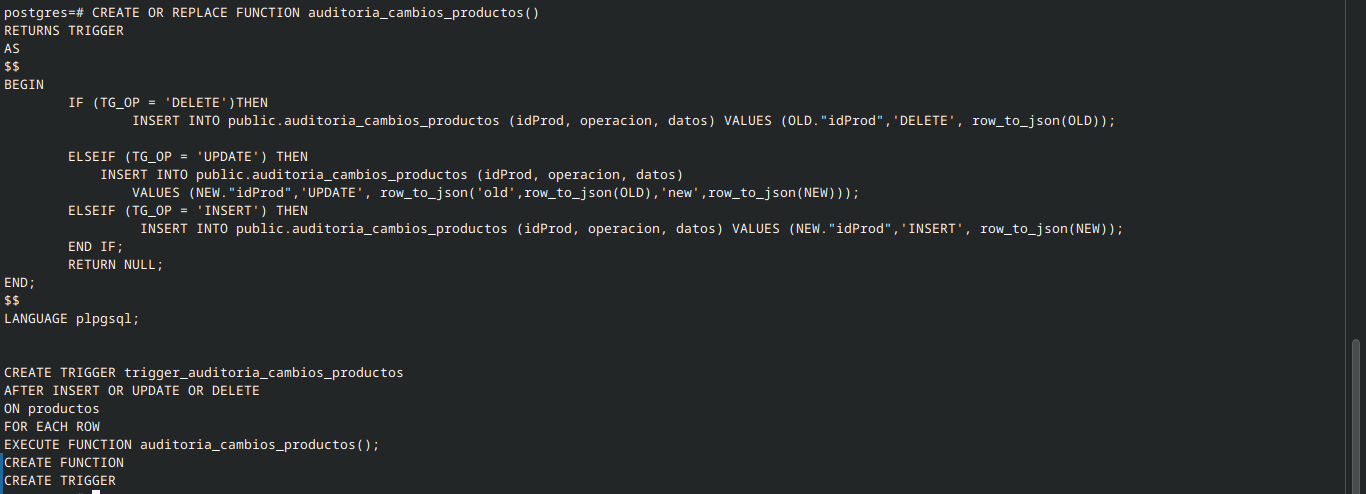 postgres=# CREATE OR REPLACE FUNCTION auditoria_cambios_productos()
RETURNS TRIGGER
AS
$$
BEGIN
IF (TG_OP = 'DELETE')THEN
INSERT INTO public.auditoria_cambios_productos (idProd, operacion, datos) VALUES (OLD."idProd",'DELETE', row_to_json(OLD));
ELSEIF (TG_OP = 'UPDATE') THEN
INSERT INTO public.auditoria_cambios_productos (idProd, operacion, datos)
VALUES (NEW."idProd",'UPDATE', row_to_json('old',row_to_json(OLD),'new',row_to_json(NEW)));
ELSEIF (TG_OP = 'INSERT') THEN
INSERT INTO public.auditoria_cambios_productos (idProd, operacion, datos) VALUES (NEW."idProd",'INSERT', row_to_json(NEW));
END IF;
RETURN NULL;
END;
$$
LANGUAGE plpgsql;
CREATE TRIGGER trigger_auditoria_cambios_productos
AFTER INSERT OR UPDATE OR DELETE
ON productos
FOR EACH ROW
EXECUTE FUNCTION auditoria_cambios_productos();
CREATE FUNCTION
CREATE TRIGGER